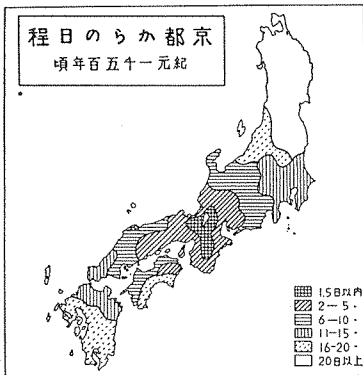 京都からの日程
紀元一千五百年頃
1.5日以内
2—5 ・
6—10 ・
11—15 ・
16—20 ・
20日以上